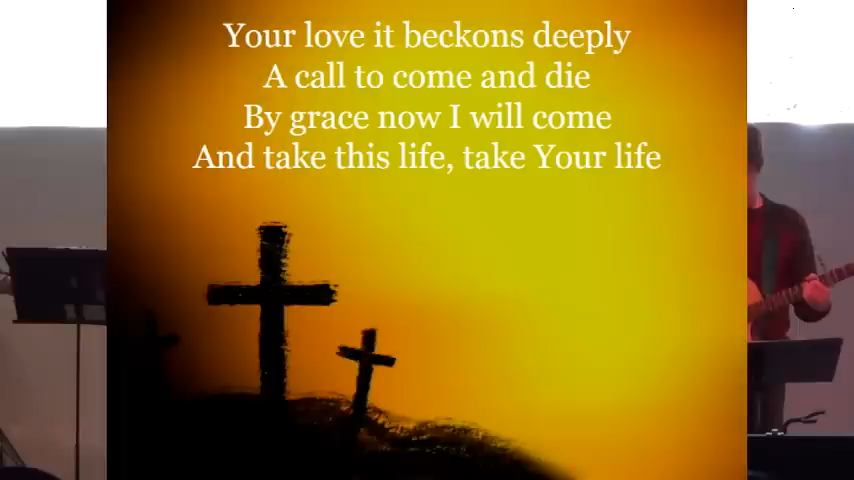 Your love it beckons deeply
A call to come and die
By grace now I will come
And take this life, take Your life